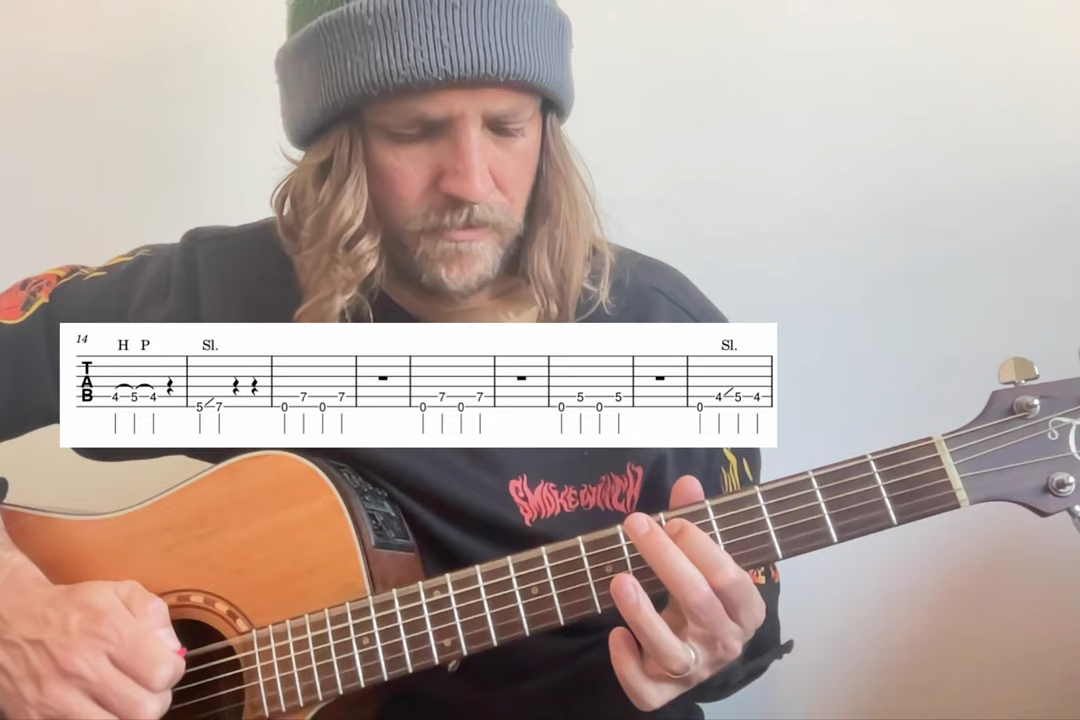 14 H P Sl. Sl.
T
A
B
4 5 4 7 7 7 7 5 5 4 5 4
5 7 0 0 0 0 0 0 0
SMOKEWITCH